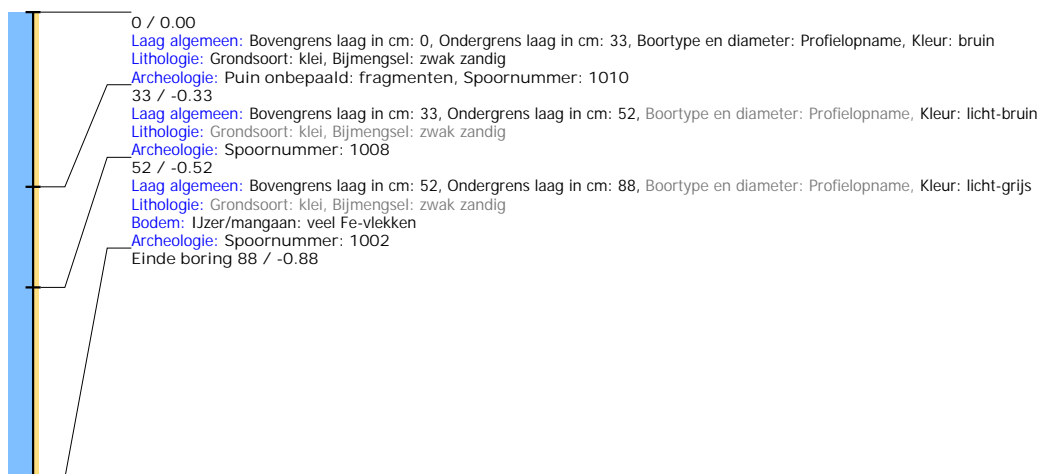 0 / 0.00
Laag algemeen: Bovengrens laag in cm: 0, Ondergrens laag in cm: 33, Boortype en diameter: Profielopname, Kleur: bruin
Lithologie: Grondsoort: klei, Bijmengsel: zwak zandig
Archeologie: Puin onbepaald: fragmenten, Spoornummer: 1010
33 / -0.33
Laag algemeen: Bovengrens laag in cm: 33, Ondergrens laag in cm: 52, Boortype en diameter: Profielopname, Kleur: licht-bruin
Lithologie: Grondsoort: klei, Bijmengsel: zwak zandig
Archeologie: Spoornummer: 1008
52 / -0.52
Laag algemeen: Bovengrens laag in cm: 52, Ondergrens laag in cm: 88, Boortype en diameter: Profielopname, Kleur: licht-grijs
Lithologie: Grondsoort: klei, Bijmengsel: zwak zandig
Bodem: IJzer/mangaan: veel Fe-vlekken
Archeologie: Spoornummer: 1002
Einde boring 88 / -0.88